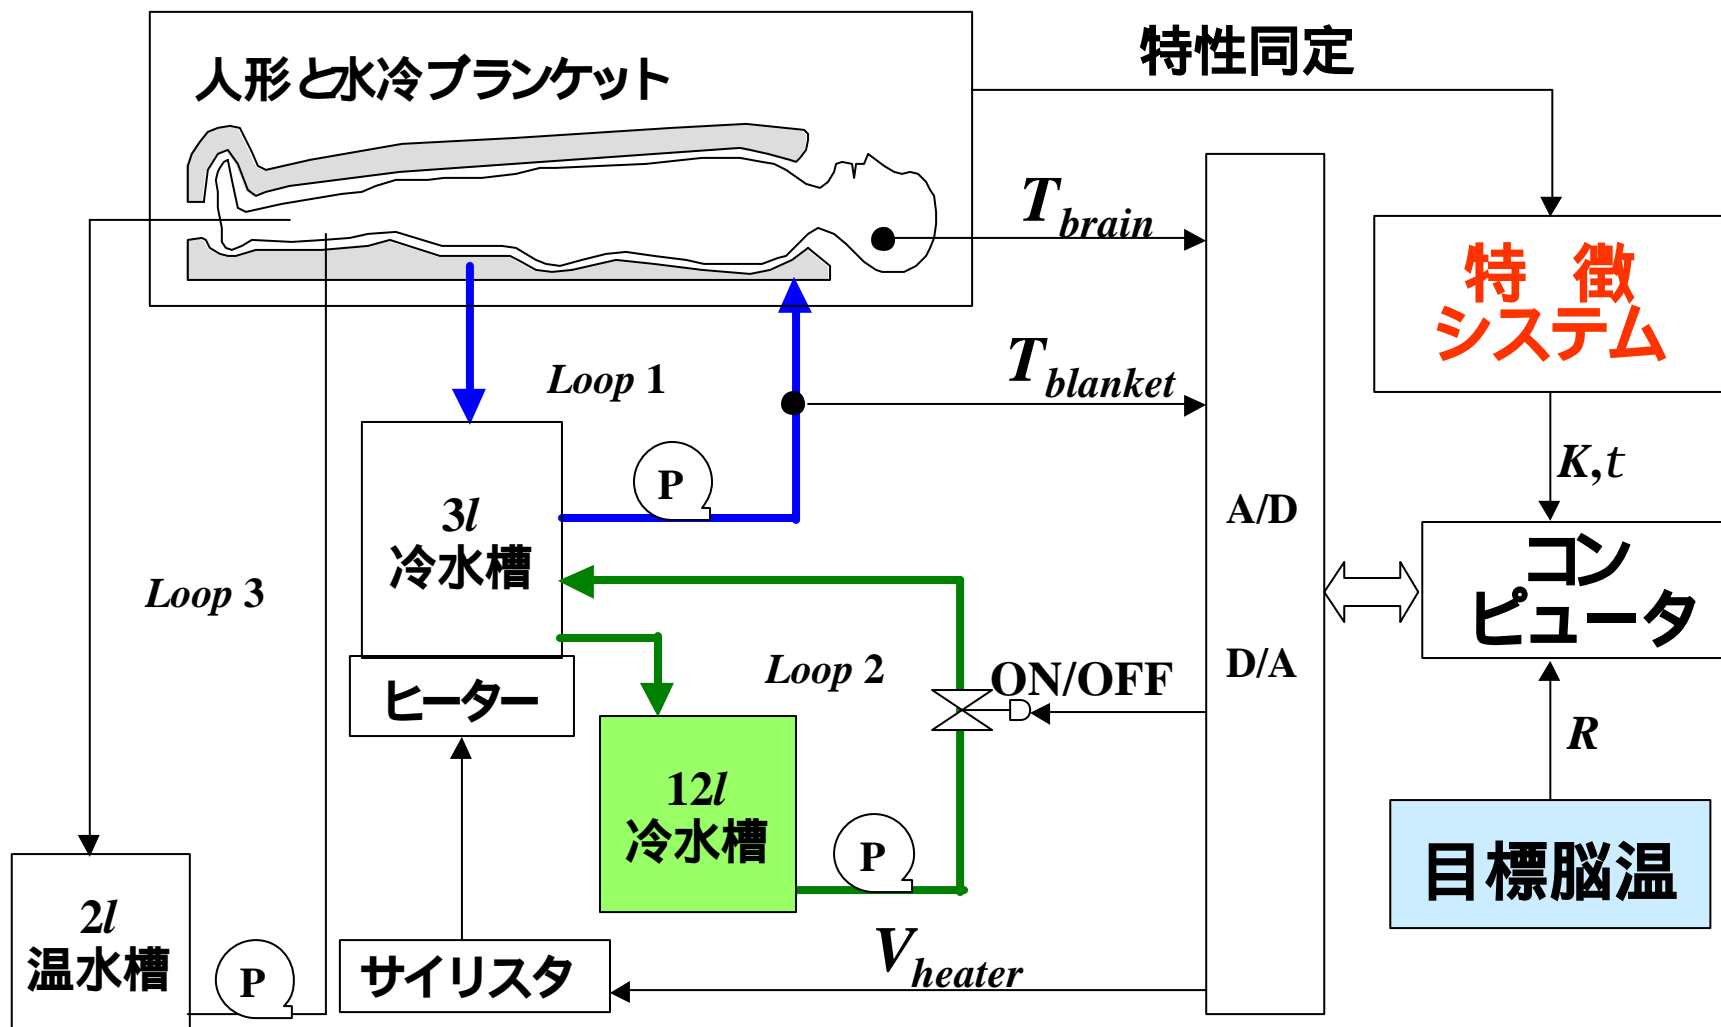 特性同定
人形と水冷ブランケット
T brain
特 徴
システム
T blanket
Loop 1
K,t
P
3l
冷水槽
A/D
コン
ピュータ
Loop 3
Loop 2
ON/OFF
D/A
ヒーター
R
12l
冷水槽
P
目標脳温
2l
温水槽
P
サイリスタ
V heater